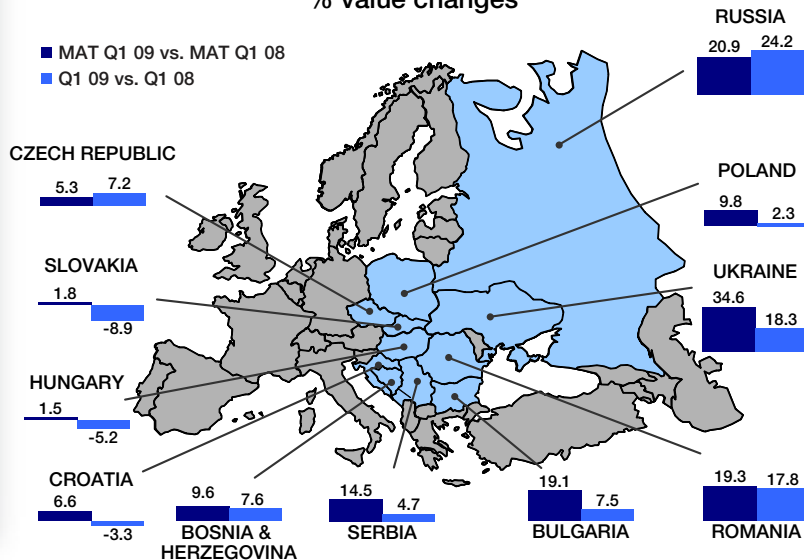 % value changes
MAT Q1 09 vs. MAT Q1 08
Q1 09 vs. Q1 08
RUSSIA
20.9 24.2
CZECH REPUBLIC
5.3 7.2
POLAND
9.8 2.3
SLOVAKIA
1.8
-8.9
UKRAINE
34.6
18.3
HUNGARY
1.5
-5.2
CROATIA
6.6
-3.3
9.6 7.6
BOSNIA &
HERZEGOVINA
14.5 4.7
SERBIA
19.1 7.5
BULGARIA
19.3 17.8
ROMANIA